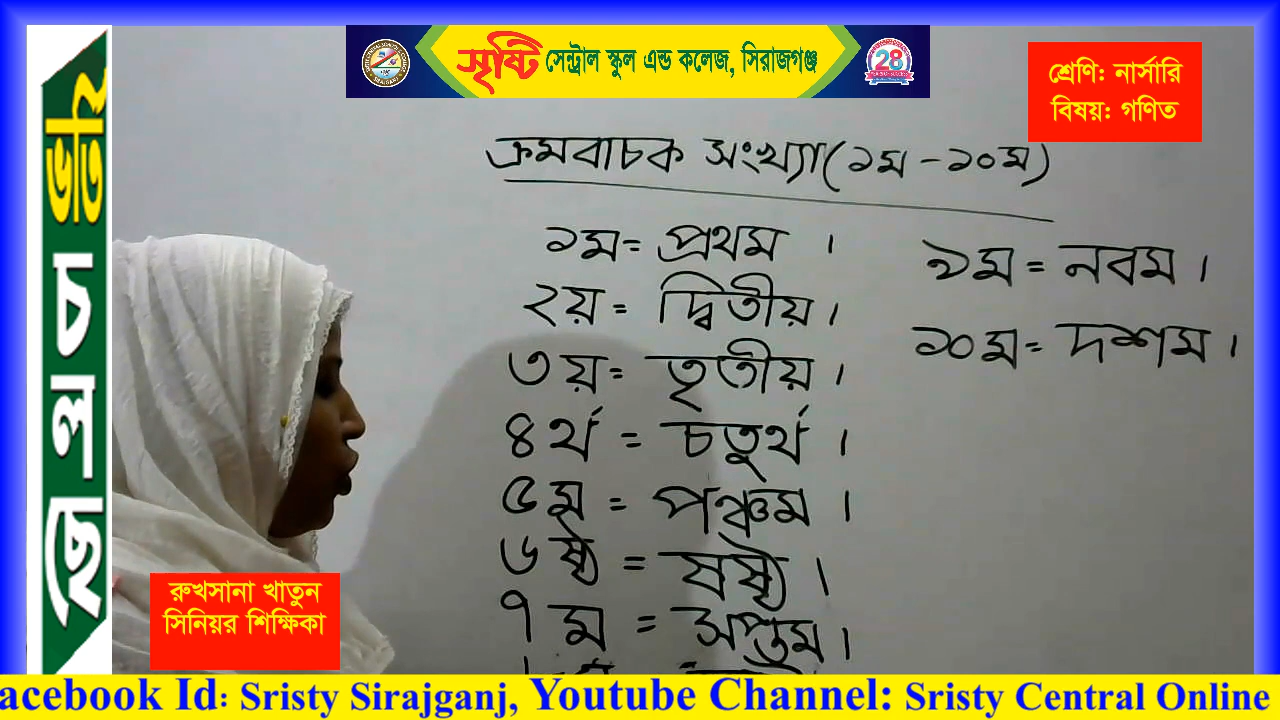 সৃষ্টি সেন্ট্রাল স্কুল এন্ড কলেজ, সিরাজগঞ্জ
28
শ্রেণি: নার্সারি
বিষয়: গণিত
ভর্তি চলছে
ক্রমবাচক সংখ্যা (১ম - ১০ম)
১ম = প্রথম ।
২য় = দ্বিতীয় ।
৩য় = তৃতীয় ।
৪র্থ = চতুর্থ ।
৫ম = পঞ্চম ।
৬ষ্ঠ = ষষ্ঠ ।
৭ম = সপ্তম ।
৯ম = নবম ।
১০ম = দশম ।
রুখসানা খাতুন
সিনিয়র শিক্ষিকা
acebook Id: Sristy Sirajganj, Youtube Channel: Sristy Central Online